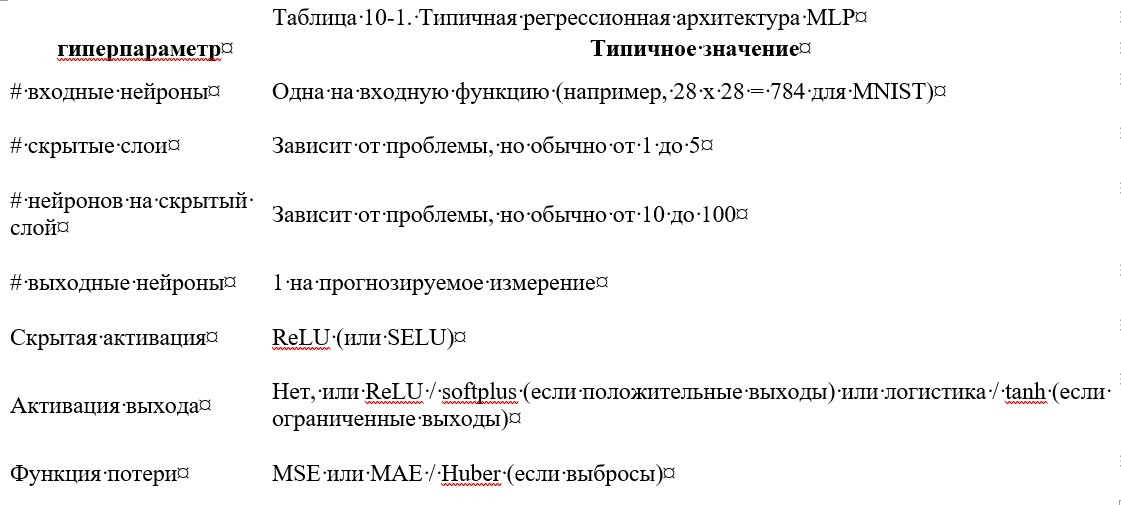 Таблица 10-1. Типичная регрессионная архитектура MLP¤
гиперпараметр¤ Типичное значение¤
# входные нейроны¤ Одна на входную функцию (например, 28 x 28 = 784 для MNIST)¤
# скрытые слои¤ Зависит от проблемы, но обычно от 1 до 5¤
# нейронов на скрытый
слой¤ Зависит от проблемы, но обычно от 10 до 100¤
# выходные нейроны¤ 1 на прогнозируемое измерение¤
Скрытая активация¤ ReLU (или SELU)¤
Активация выхода¤ Нет, или ReLU / softplus (если положительные выходы) или логистика / tanh (если
ограниченные выходы)¤
Функция потери¤ MSE или MAE / Huber (если выбросы)¤